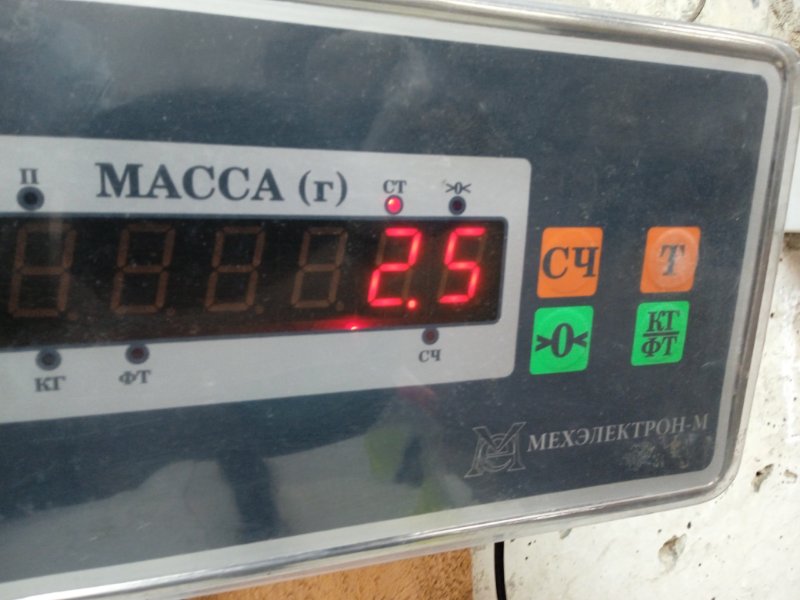 П МАССА (г) СТ >0<
2.5
КГ ФТ СЧ
СЧ Т
>0< КГ/ФТ
МЕХЭЛЕКТРОН-М